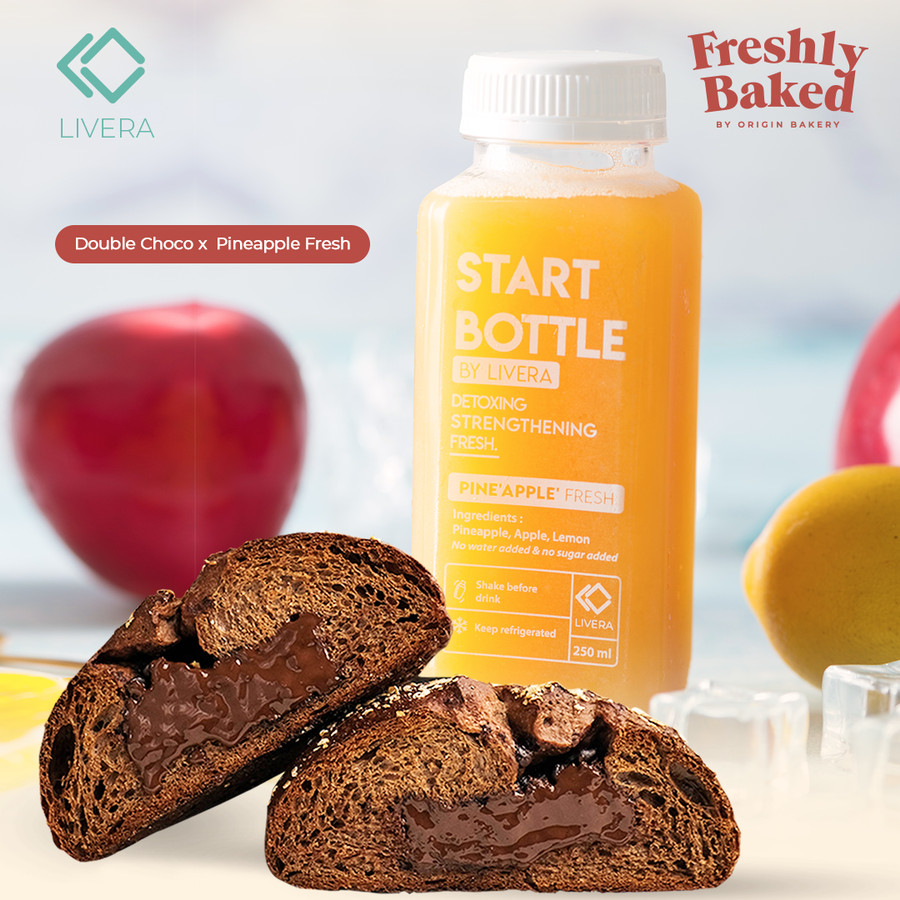 LIVERA
Freshly
Baked
BY ORIGIN BAKERY
Double Choco x Pineapple Fresh
START
BOTTLE
BY LIVERA
DETOXING
STRENGTHENING
FRESH.
PINE'APPLE' FRESH
Ingredients :
Pineapple, Apple, Lemon
No water added & no sugar added
Shake before
drink
Keep refrigerated
LIVERA
250 ml